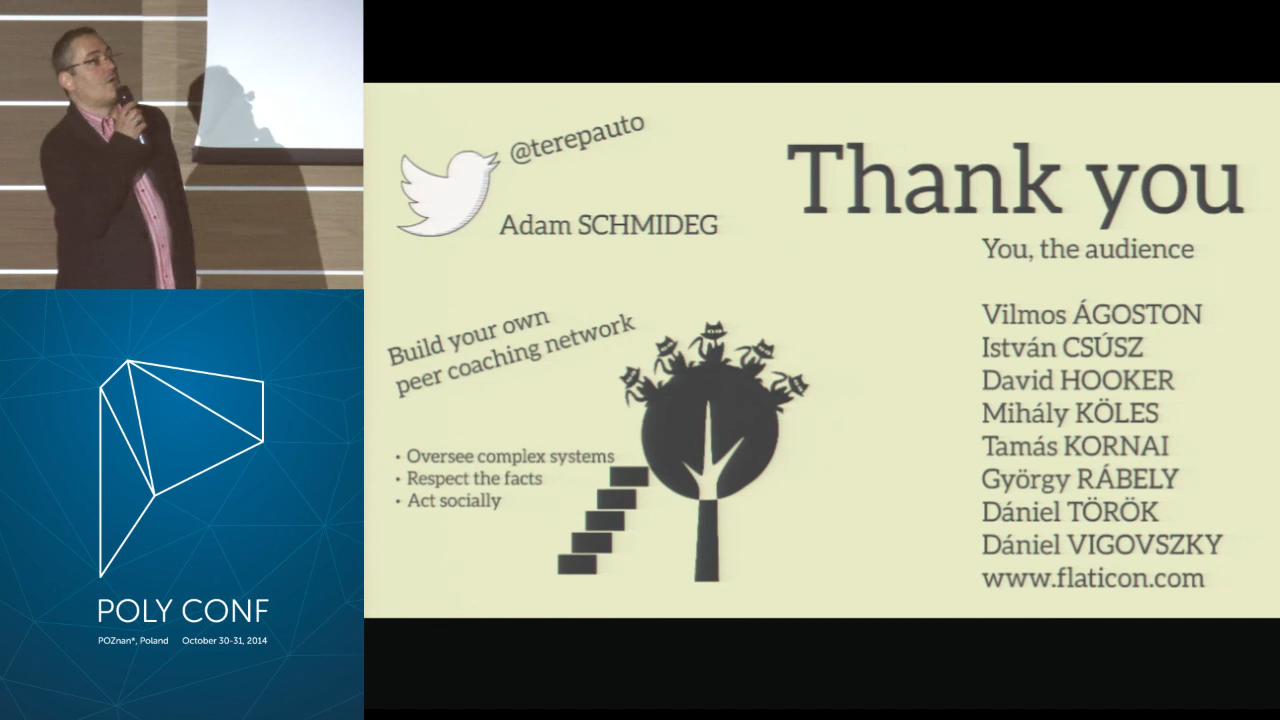 @terepauto
Adam SCHMIDEG
Thank you
You, the audience
Build your own
peer coaching network
• Oversee complex systems
• Respect the facts
• Act socially
Vilmos ÁGOSTON
István CSÚSZ
David HOOKER
Mihály KÖLES
Tamás KORNAI
György RÁBELY
Dániel TÖRÖK
Dániel VIGOVSZKY
www.flaticon.com
POLY CONF
POZnan*, Poland October 30-31, 2014